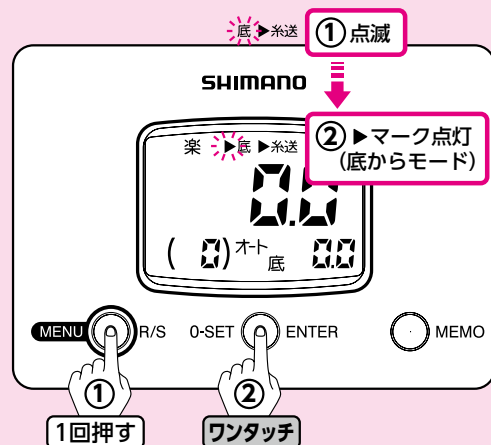 底▶糸送
①点滅
SHIMANO
②▶マーク点灯
(底からモード)
楽 ▶底 ▶糸送
0.0
( 0) オート 底 0.0
MENU R/S 0-SET ENTER MEMO
① ②
1回押す ワンタッチ